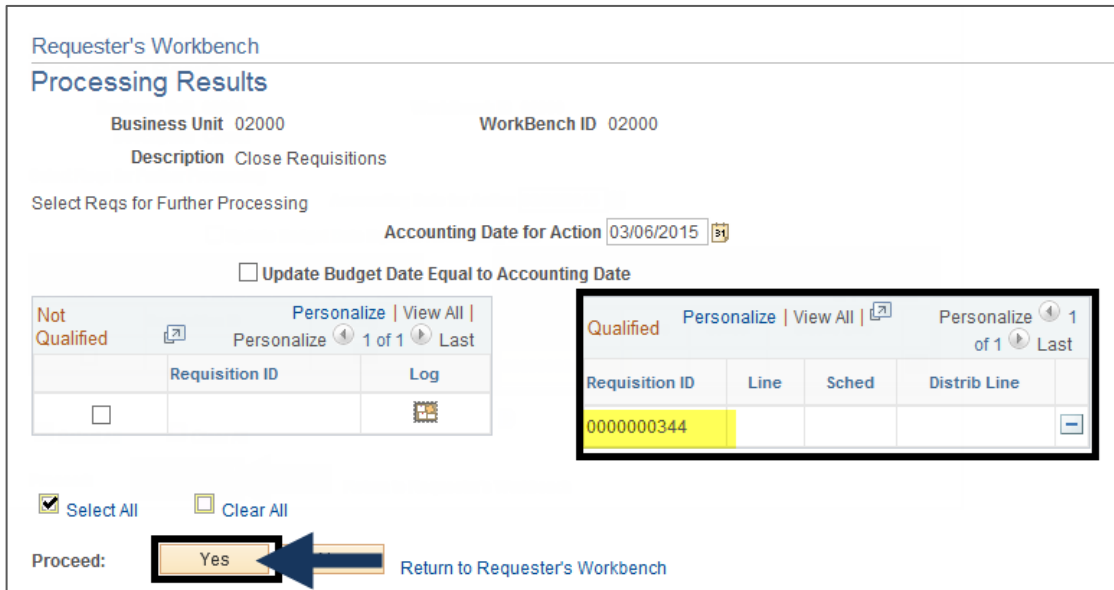 Requester's Workbench
Processing Results
Business Unit 02000 WorkBench ID 02000
Description Close Requisitions
Select Reqs for Further Processing
Accounting Date for Action 03/06/2015 31
Update Budget Date Equal to Accounting Date
Not Qualified Personalize | View All |
Personalize 1 of 1 Last
Requisition ID Log
Qualified Personalize | View All | Personalize 1
of 1 Last
Requisition ID Line Sched Distrib Line
0000000344
Select All Clear All
Proceed: Yes Return to Requester's Workbench